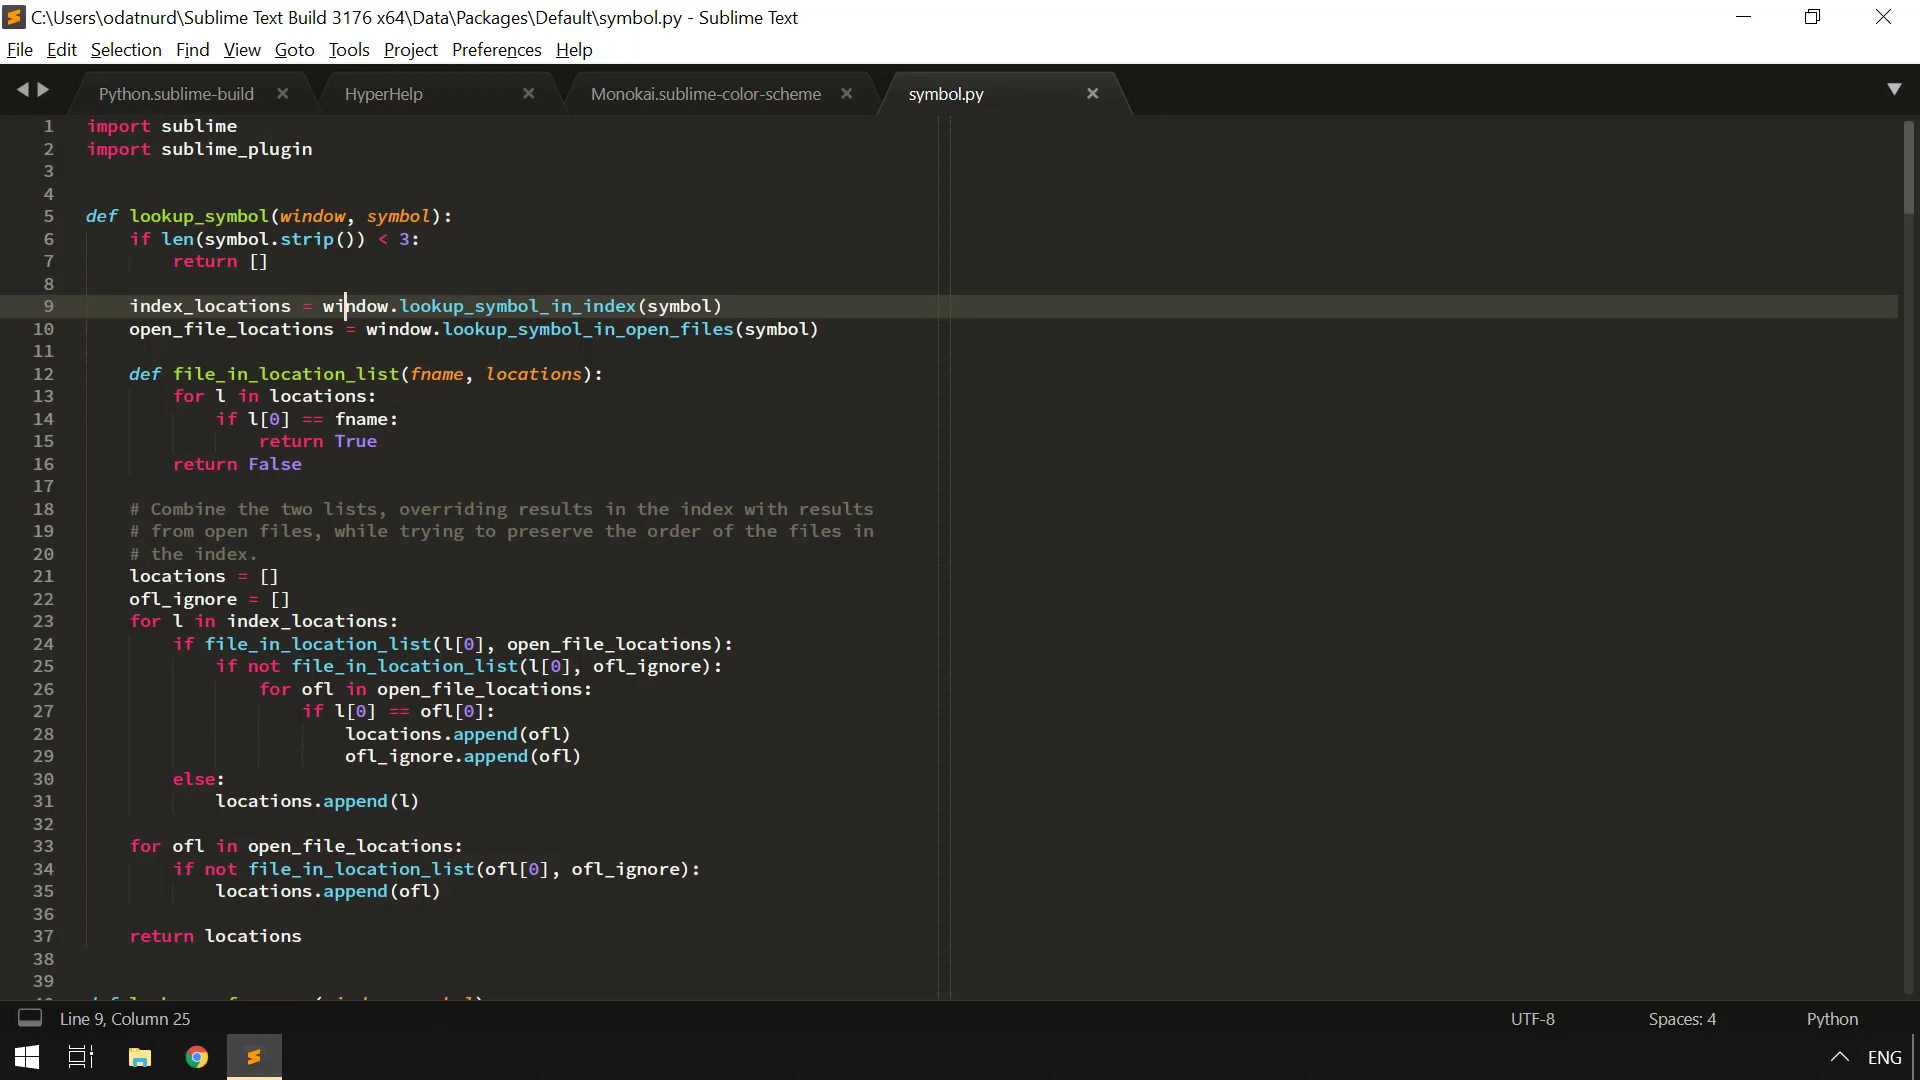 C:\Users\odatnurd\Sublime Text Build 3176 x64\Data\Packages\Default\symbol.py - Sublime Text
File Edit Selection Find View Goto Tools Project Preferences Help
Python.sublime-build HyperHelp Monokai.sublime-color-scheme symbol.py
1 import sublime
2 import sublime_plugin
3
4
5 def lookup_symbol(window, symbol):
6     if len(symbol.strip()) < 3:
7         return []
8
9     index_locations = window.lookup_symbol_in_index(symbol)
10     open_file_locations = window.lookup_symbol_in_open_files(symbol)
11
12     def file_in_location_list(fname, locations):
13         for l in locations:
14             if l[0] == fname:
15                 return True
16         return False
17
18     # Combine the two lists, overriding results in the index with results
19     # from open files, while trying to preserve the order of the files in
20     # the index.
21     locations = []
22     ofl_ignore = []
23     for l in index_locations:
24         if file_in_location_list(l[0], open_file_locations):
25             if not file_in_location_list(l[0], ofl_ignore):
26                 for ofl in open_file_locations:
27                     if l[0] == ofl[0]:
28                         locations.append(ofl)
29                         ofl_ignore.append(ofl)
30         else:
31             locations.append(l)
32
33     for ofl in open_file_locations:
34         if not file_in_location_list(ofl[0], ofl_ignore):
35             locations.append(ofl)
36
37     return locations
38
39
Line 9, Column 25 UTF-8 Spaces: 4 Python
ENG